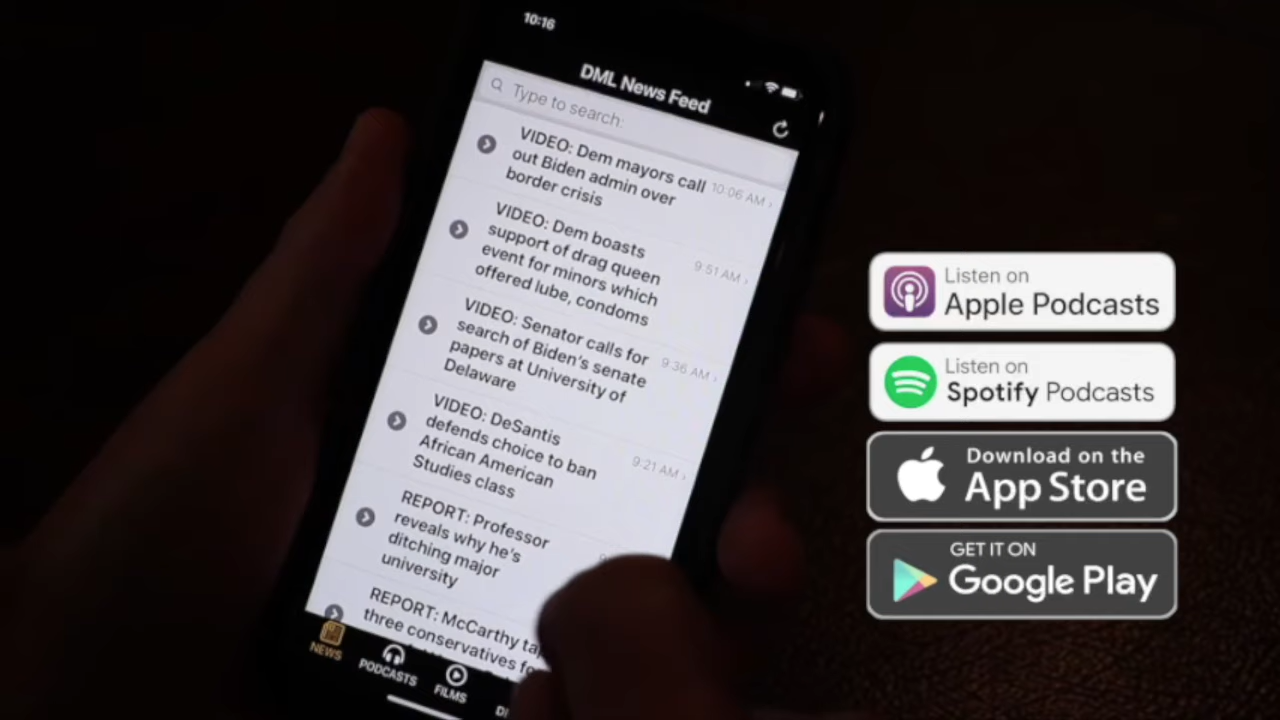 10:16
DML News Feed
Type to search:
VIDEO: Dem mayors call
out Biden admin over
border crisis
10:06 AM
VIDEO: Dem boasts
support of drag queen
event for minors which
offered lube, condoms
9:51 AM
VIDEO: Senator calls for
search of Biden's senate
papers at University of
Delaware
9:36 AM
VIDEO: DeSantis
defends choice to ban
African American
Studies class
9:21 AM
REPORT: Professor
reveals why he's
ditching major
university
REPORT: McCarthy
three conservatives
NEWS
PODCASTS
FILMS
Listen on
Apple Podcasts
Listen on
Spotify Podcasts
Download on the
App Store
GET IT ON
Google Play